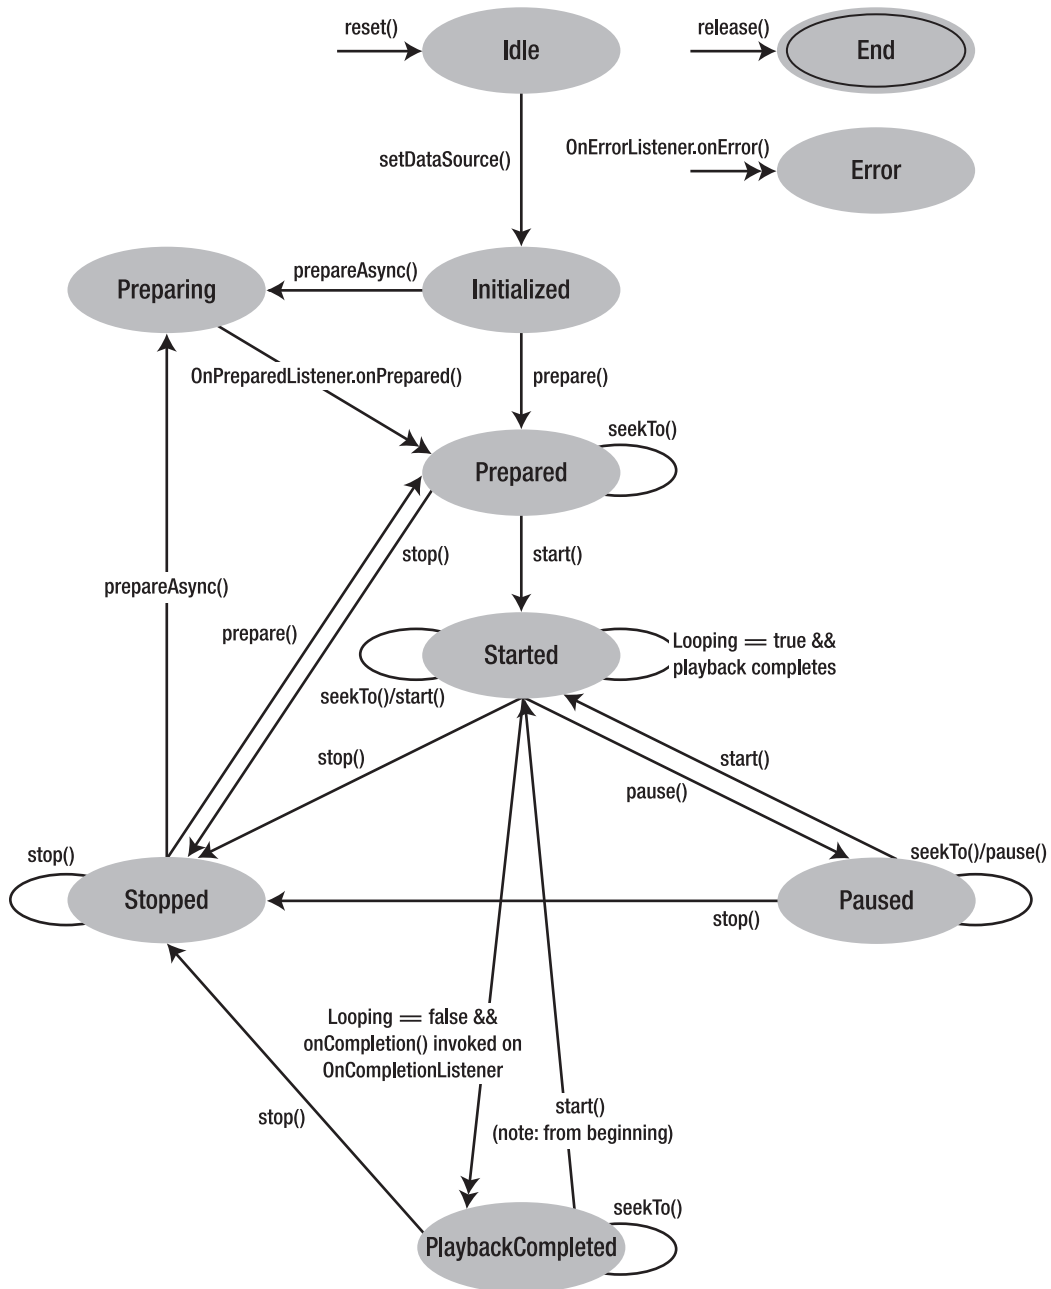 reset()
Idle
release()
End
setDataSource()
OnErrorListener.onError()
Error
Preparing
prepareAsync()
Initialized
OnPreparedListener.onPrepared()
prepare()
seekTo()
Prepared
stop()
start()
prepareAsync()
prepare()
Started
Looping == true &&
playback completes
seekTo()/start()
stop()
start()
pause()
stop()
Stopped
seekTo()/pause()
Paused
stop()
Looping == false &&
onCompletion() invoked on
OnCompletionListener
stop()
start()
(note: from beginning)
seekTo()
PlaybackCompleted